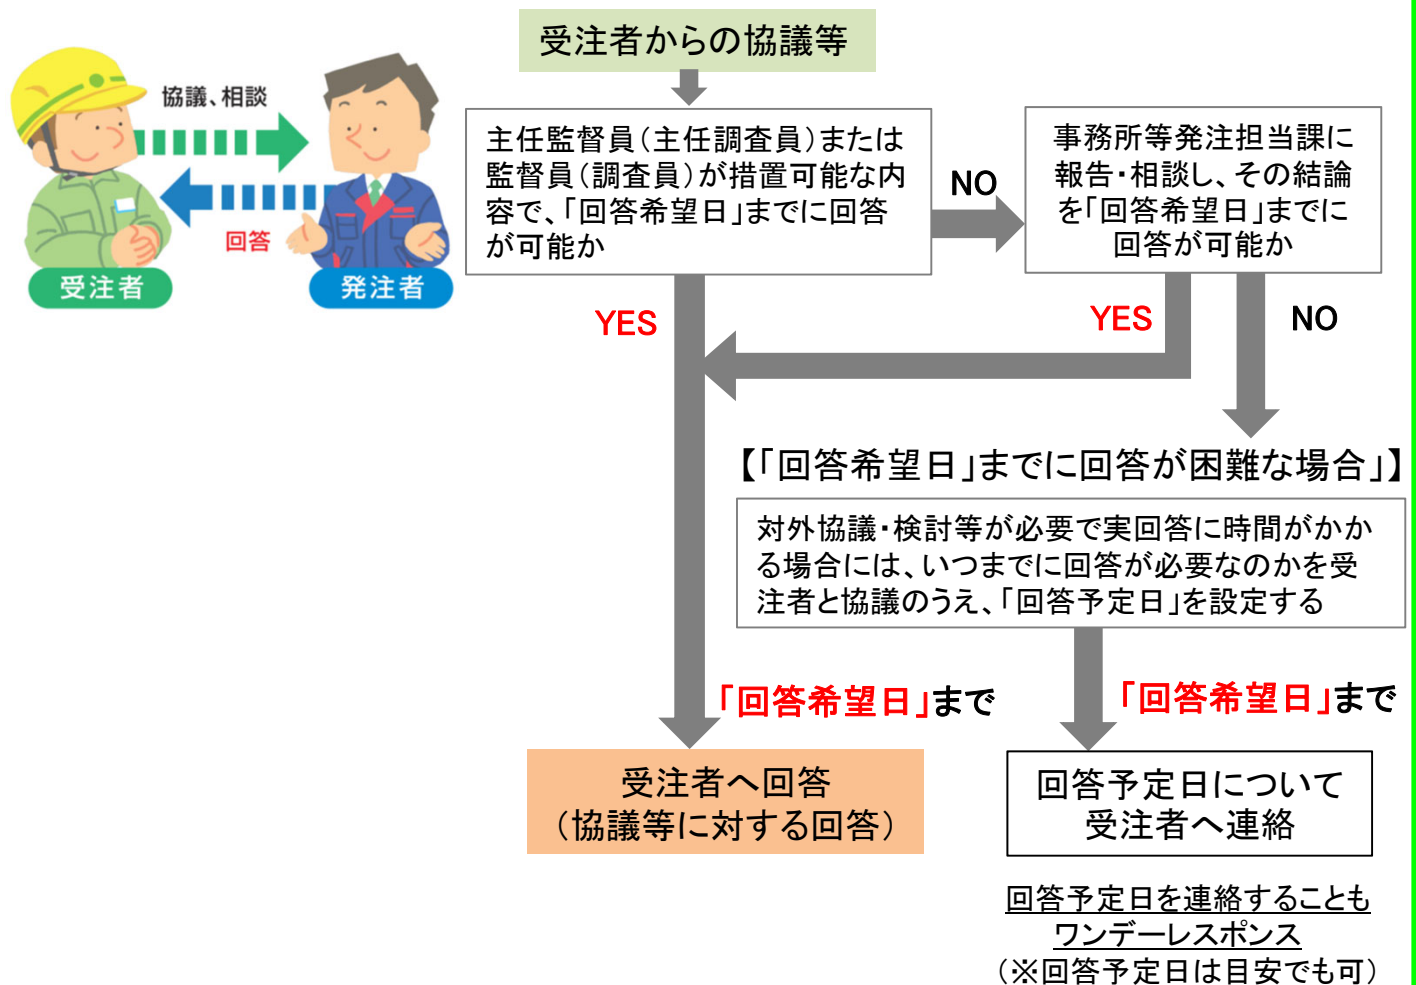 受注者からの協議等
協議、相談
回答
受注者
発注者
主任監督員(主任調査員)または
監督員(調査員)が措置可能な内
容で、「回答希望日」までに回答
が可能か
NO
事務所等発注担当課に
報告・相談し、その結論
を「回答希望日」までに
回答が可能か
YES
YES
NO
【「回答希望日」までに回答が困難な場合」】
対外協議・検討等が必要で実回答に時間がかか
る場合には、いつまでに回答が必要なのかを受
注者と協議のうえ、「回答予定日」を設定する
「回答希望日」まで
「回答希望日」まで
受注者へ回答
(協議等に対する回答)
回答予定日について
受注者へ連絡
回答予定日を連絡することも
ワンデーレスポンス
(※回答予定日は目安でも可)